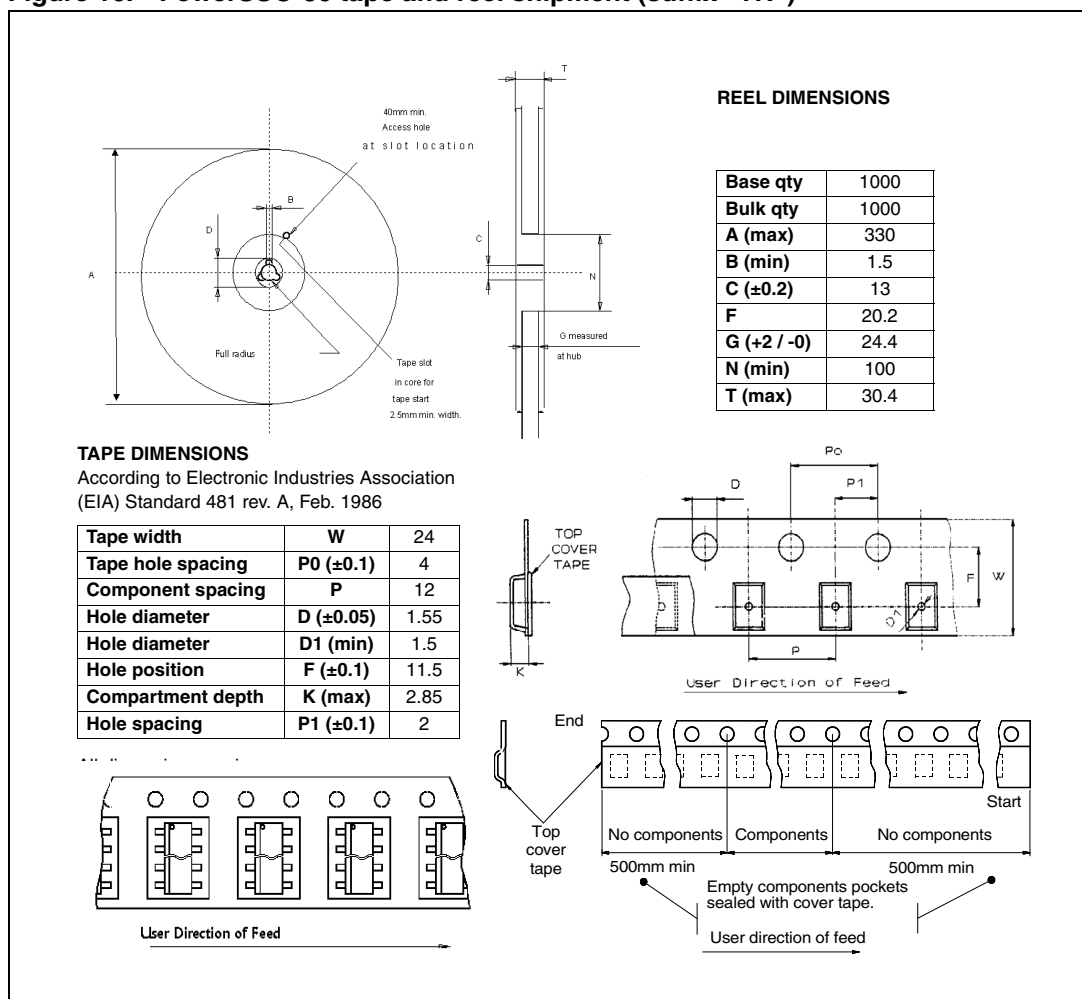 40mm min.
Access hole
at slot location
T
B
D
C
A
N
G measured
at hub
Full radius
Tape slot
in core for
tape start
2.5mm min. width.
REEL DIMENSIONS
Base qty 1000
Bulk qty 1000
A (max) 330
B (min) 1.5
C (±0.2) 13
F 20.2
G (+2 / -0) 24.4
N (min) 100
T (max) 30.4
TAPE DIMENSIONS
According to Electronic Industries Association
(EIA) Standard 481 rev. A, Feb. 1986
Tape width W 24
Tape hole spacing P0 (±0.1) 4
Component spacing P 12
Hole diameter D (±0.05) 1.55
Hole diameter D1 (min) 1.5
Hole position F (±0.1) 11.5
Compartment depth K (max) 2.85
Hole spacing P1 (±0.1) 2
Po
D
P1
TOP
COVER
TAPE
F
W
D1
K
P
User Direction of Feed
End
Start
Top
cover
tape
No components
Components
No components
500mm min
500mm min
Empty components pockets
sealed with cover tape.
User direction of feed
User Direction of Feed